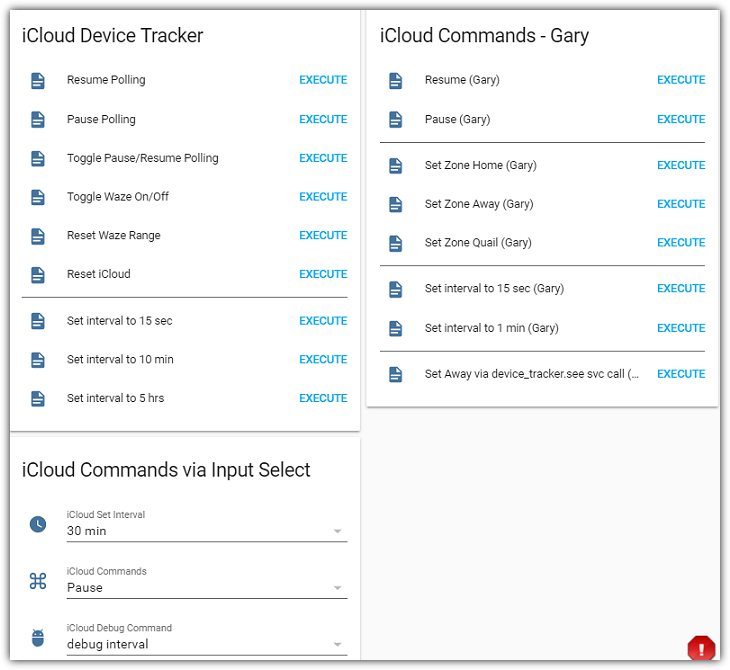 iCloud Device Tracker
Resume Polling EXECUTE
Pause Polling EXECUTE
Toggle Pause/Resume Polling EXECUTE
Toggle Waze On/Off EXECUTE
Reset Waze Range EXECUTE
Reset iCloud EXECUTE
Set interval to 15 sec EXECUTE
Set interval to 10 min EXECUTE
Set interval to 5 hrs EXECUTE
iCloud Commands - Gary
Resume (Gary) EXECUTE
Pause (Gary) EXECUTE
Set Zone Home (Gary) EXECUTE
Set Zone Away (Gary) EXECUTE
Set Zone Quail (Gary) EXECUTE
Set interval to 15 sec (Gary) EXECUTE
Set interval to 1 min (Gary) EXECUTE
Set Away via device_tracker.see svc call (... EXECUTE
iCloud Commands via Input Select
iCloud Set Interval
30 min
iCloud Commands
Pause
iCloud Debug Command
debug interval